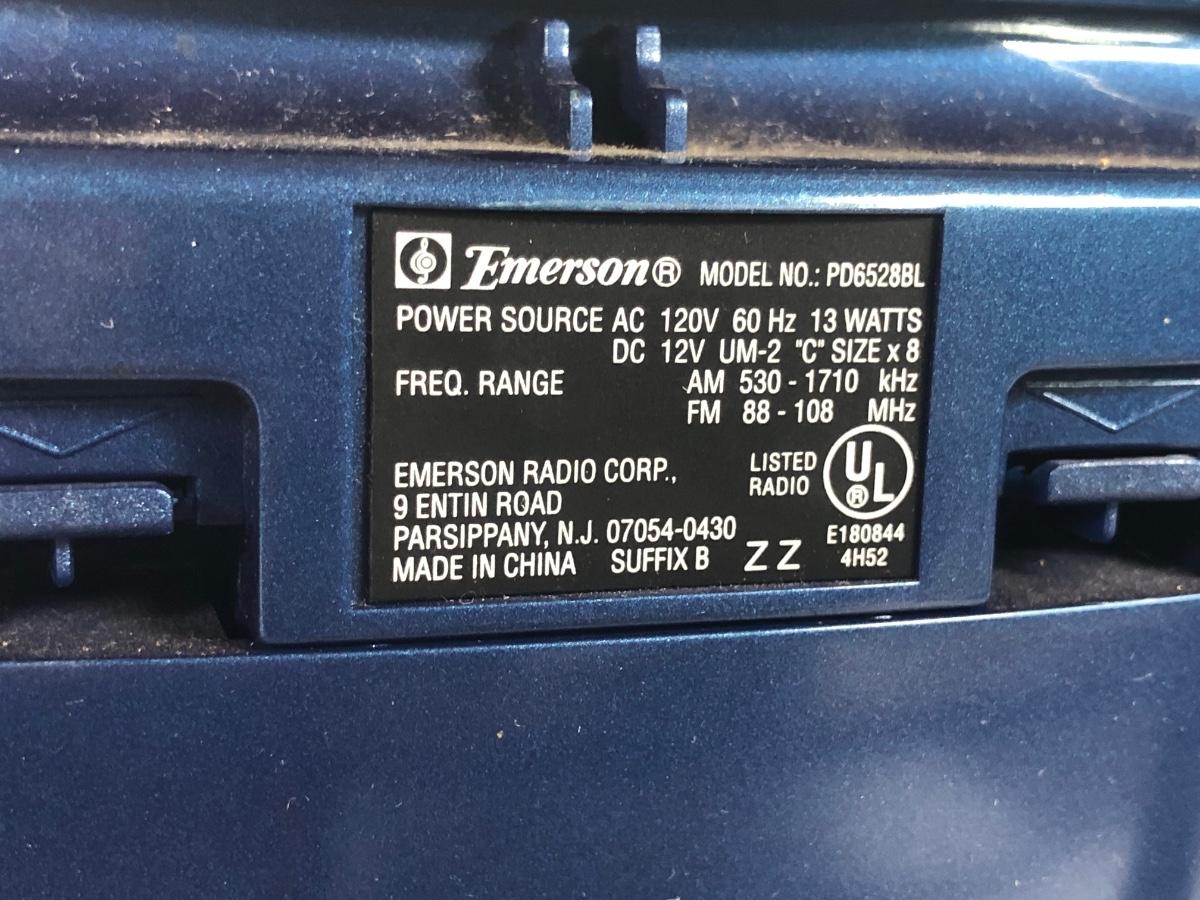 Emerson® MODEL NO.: PD6528BL
POWER SOURCE AC 120V 60 Hz 13 WATTS
DC 12V UM-2 "C" SIZE x 8
FREQ. RANGE AM 530 - 1710 kHz
FM 88 - 108 MHz
EMERSON RADIO CORP.,
9 ENTIN ROAD
PARSIPPANY, N.J. 07054-0430
MADE IN CHINA SUFFIX B ZZ
LISTED
RADIO
UL®
E180844
4H52